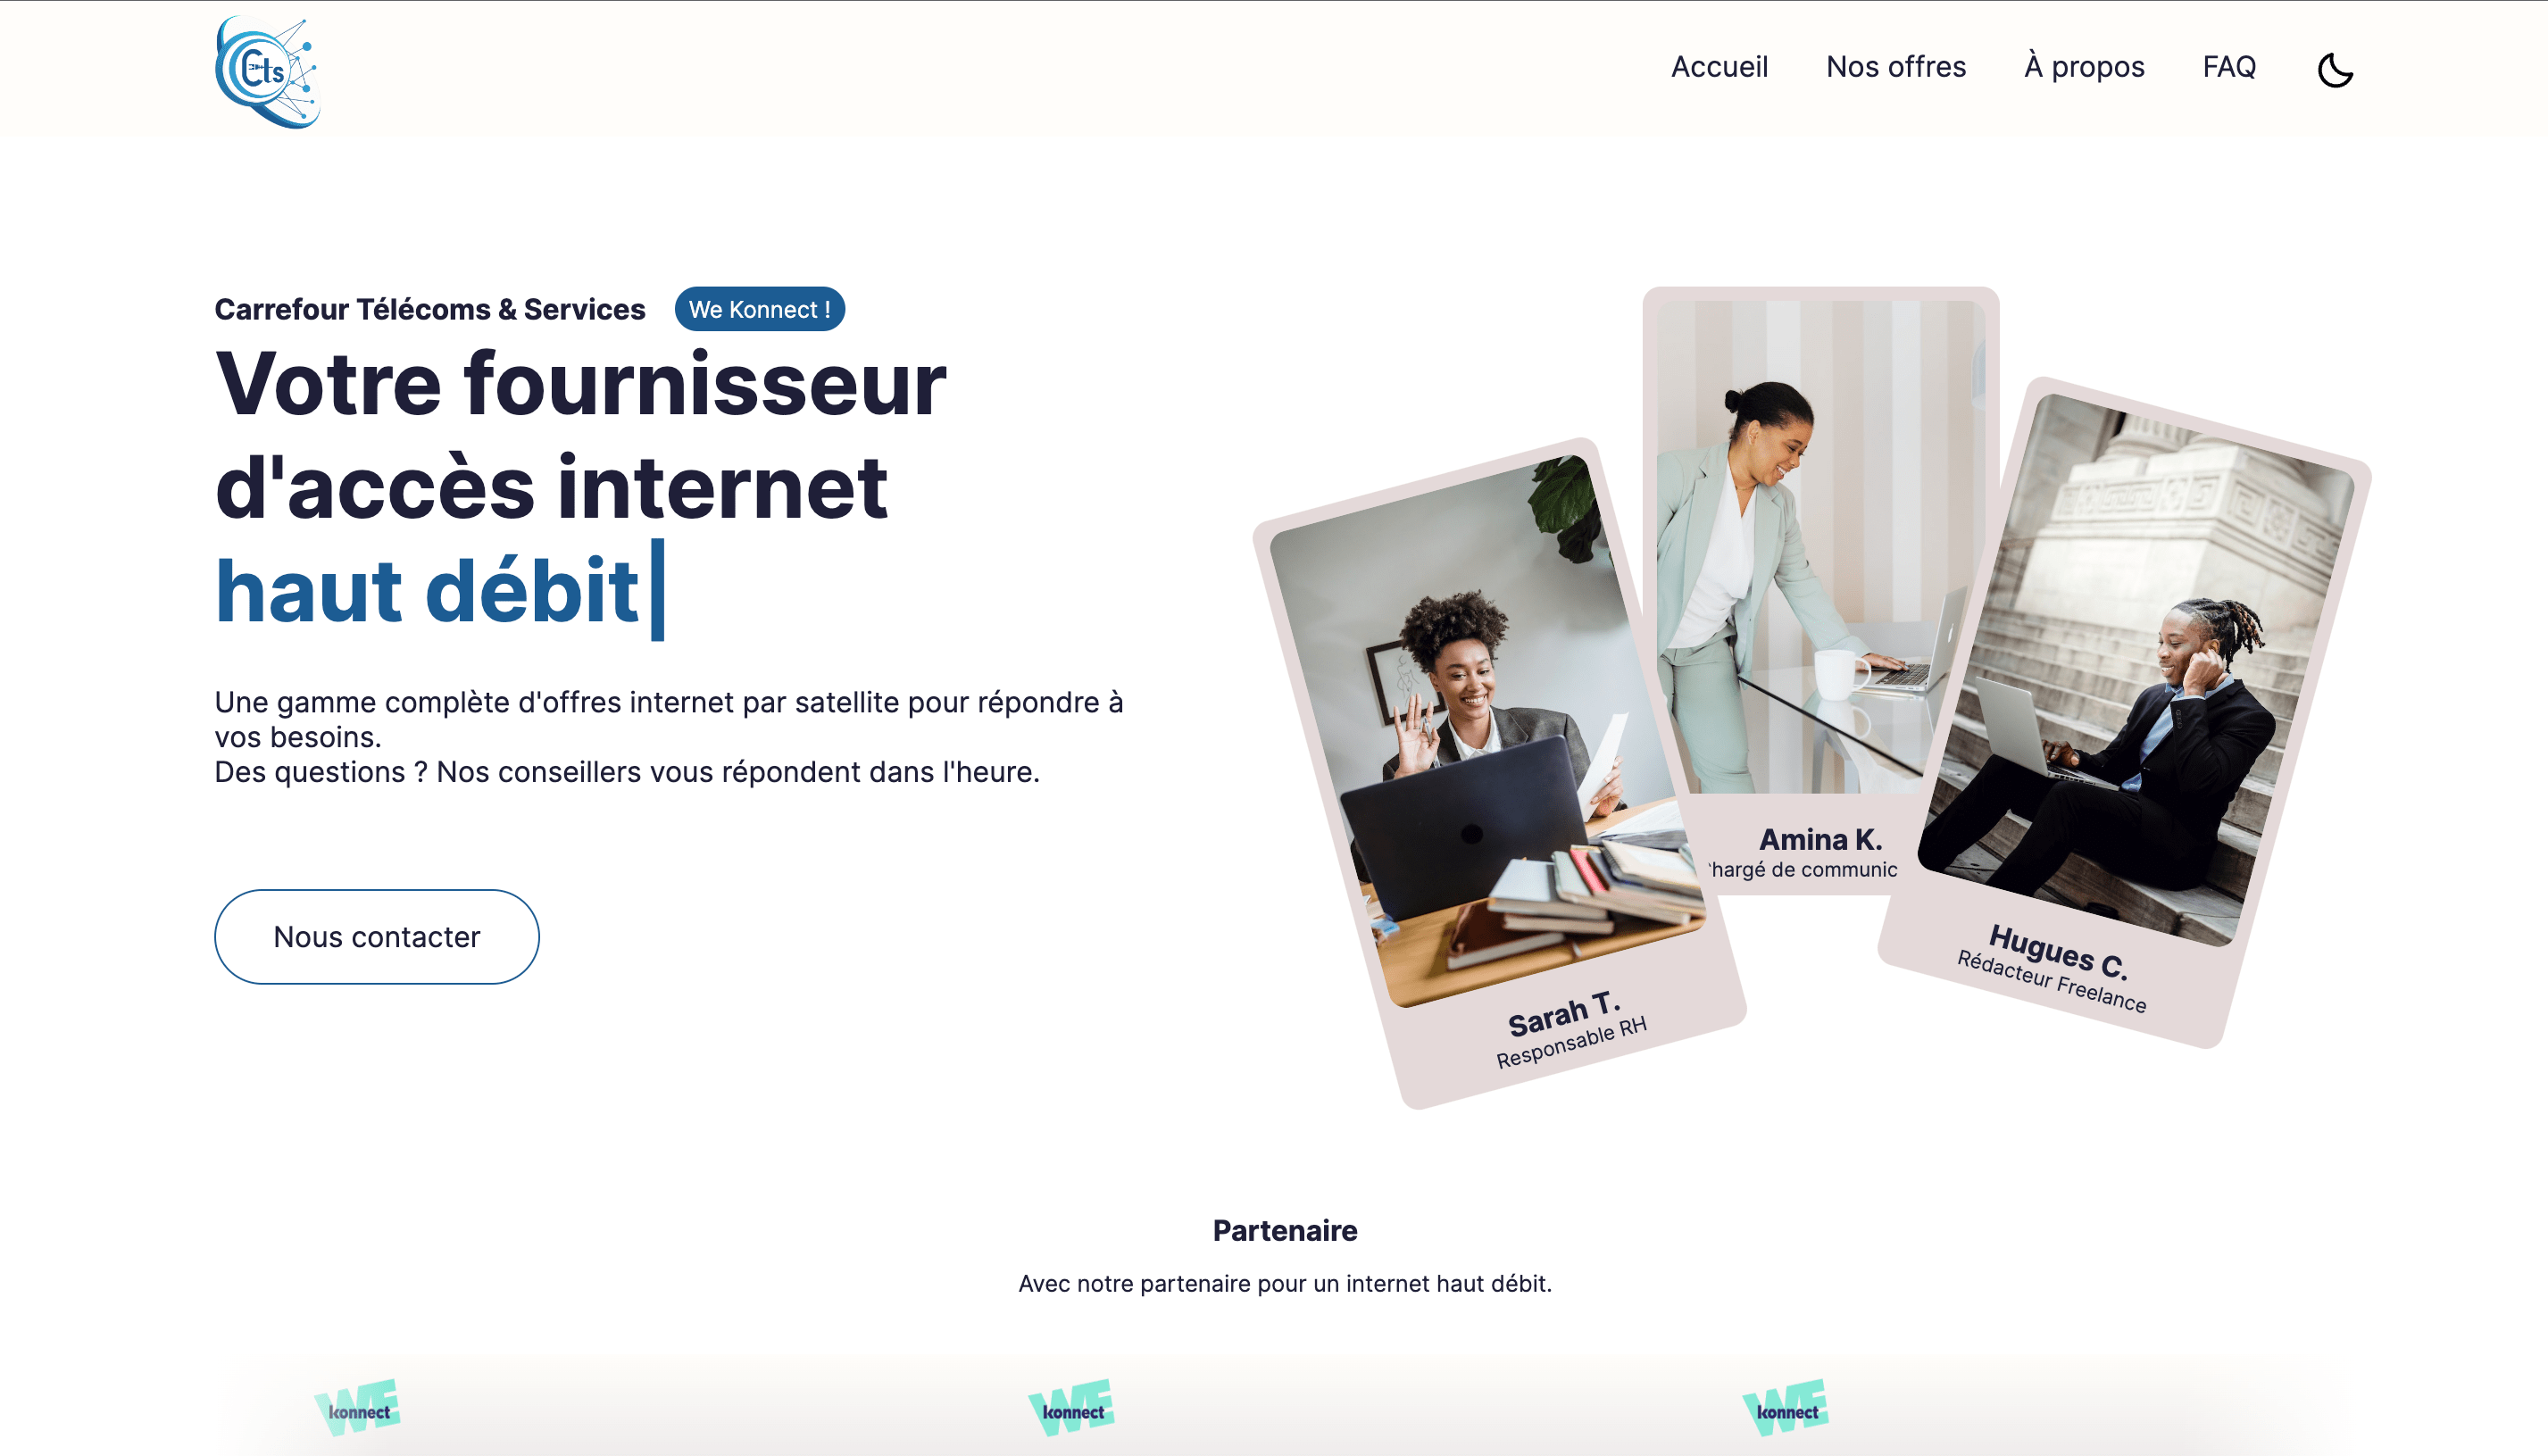 Cts
Accueil
Nos offres
À propos
FAQ
Carrefour Télécoms & Services
We Konnect !
Votre fournisseur
d'accès internet
haut débit
Une gamme complète d'offres internet par satellite pour répondre à
vos besoins.
Des questions ? Nos conseillers vous répondent dans l'heure.
Nous contacter
Sarah T.
Responsable RH
Amina K.
hargé de communic
Hugues C.
Rédacteur Freelance
Partenaire
Avec notre partenaire pour un internet haut débit.
WE
konnect
WE
konnect
WE
konnect